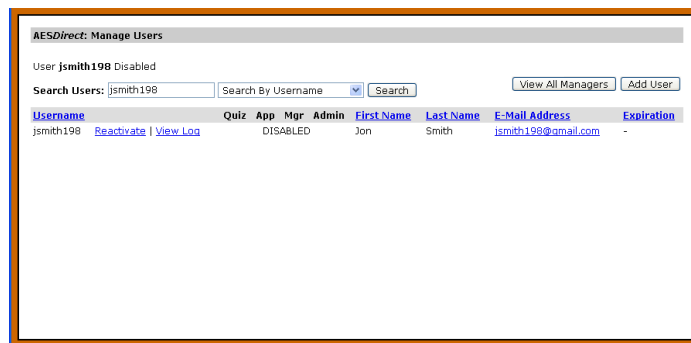 AESDirect: Manage Users
User jsmith198 Disabled
Search Users: jsmith198 Search By Username Search View All Managers Add User
Username Quiz App Mgr Admin First Name Last Name E-Mail Address Expiration
jsmith198 Reactivate | View Log DISABLED Jon Smith jsmith198@gmail.com -